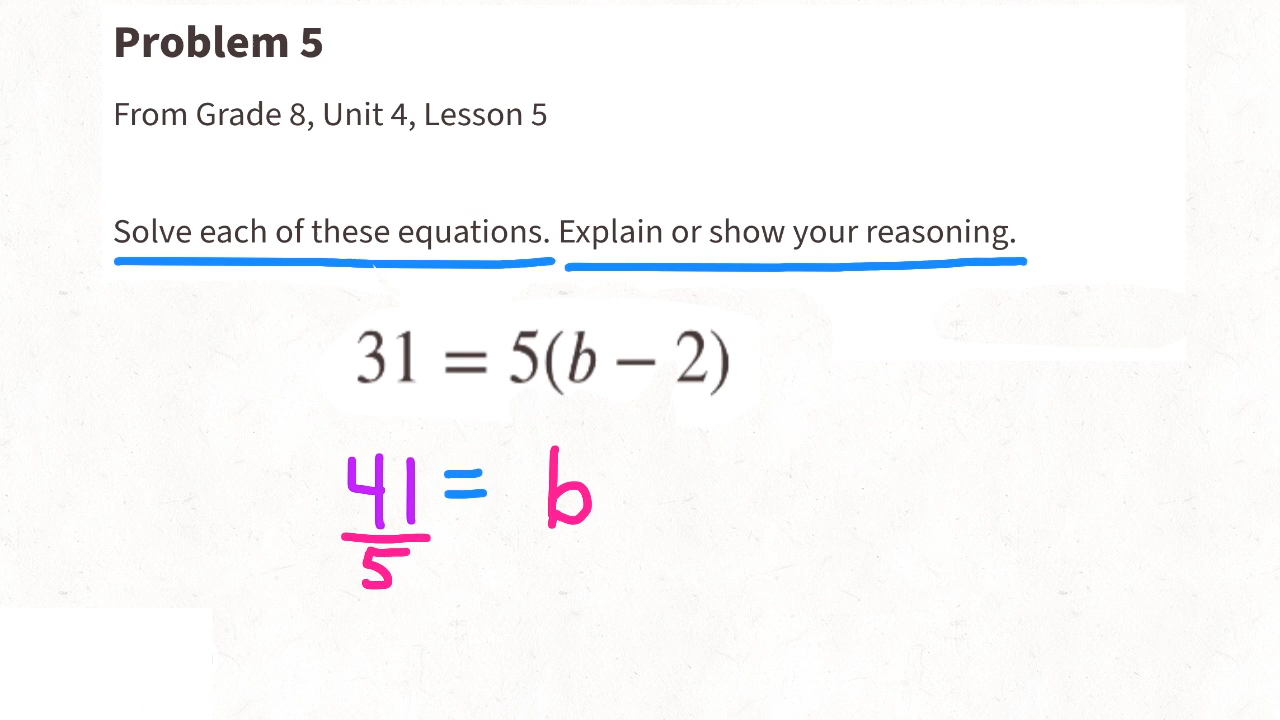 Problem 5
From Grade 8, Unit 4, Lesson 5
Solve each of these equations. Explain or show your reasoning.
31 = 5(b − 2)
41/5 = b